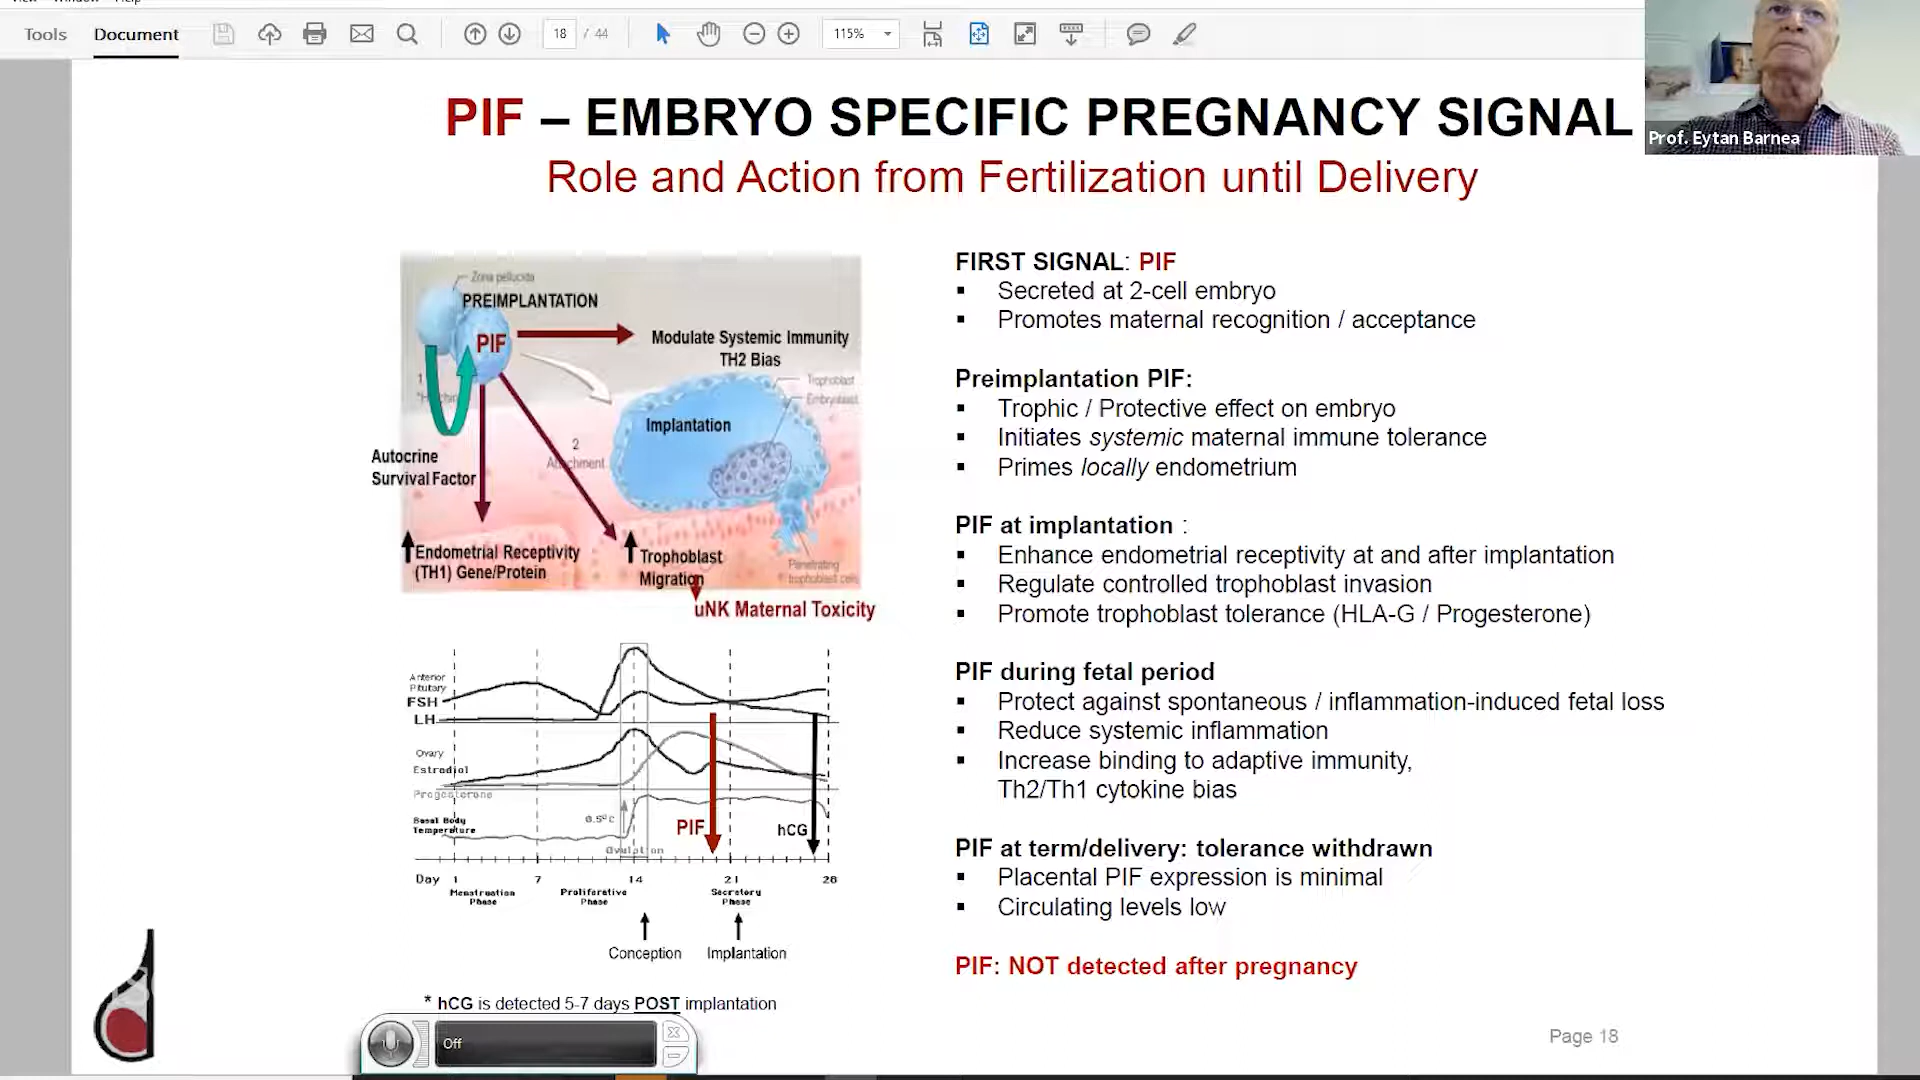 Tools
Document
18 / 44
115%
Prof. Eytan Barnea
PIF – EMBRYO SPECIFIC PREGNANCY SIGNAL
Role and Action from Fertilization until Delivery
Zona pellucida
PREIMPLANTATION
PIF
Modulate Systemic Immunity
TH2 Bias
Trophoblast
Embryoblast
Implantation
1
2
Attachment
Autocrine
Survival Factor
Endometrial Receptivity
(TH1) Gene/Protein
Trophoblast
Migration
Penetrating
trophoblast cells
uNK Maternal Toxicity
Anterior
Pituitary
FSH
LH
Ovary
Estradiol
Progesterone
Basal Body
Temperature
0.5°C
Ovulation
PIF
hCG
Day 1 7 14 21 28
Menstruation
Phase
Proliferative
Phase
Secretory
Phase
Conception
Implantation
* hCG is detected 5-7 days POST implantation
FIRST SIGNAL: PIF
▪ Secreted at 2-cell embryo
▪ Promotes maternal recognition / acceptance
Preimplantation PIF:
▪ Trophic / Protective effect on embryo
▪ Initiates systemic maternal immune tolerance
▪ Primes locally endometrium
PIF at implantation :
▪ Enhance endometrial receptivity at and after implantation
▪ Regulate controlled trophoblast invasion
▪ Promote trophoblast tolerance (HLA-G / Progesterone)
PIF during fetal period
▪ Protect against spontaneous / inflammation-induced fetal loss
▪ Reduce systemic inflammation
▪ Increase binding to adaptive immunity,
Th2/Th1 cytokine bias
PIF at term/delivery: tolerance withdrawn
▪ Placental PIF expression is minimal
▪ Circulating levels low
PIF: NOT detected after pregnancy
Off
Page 18